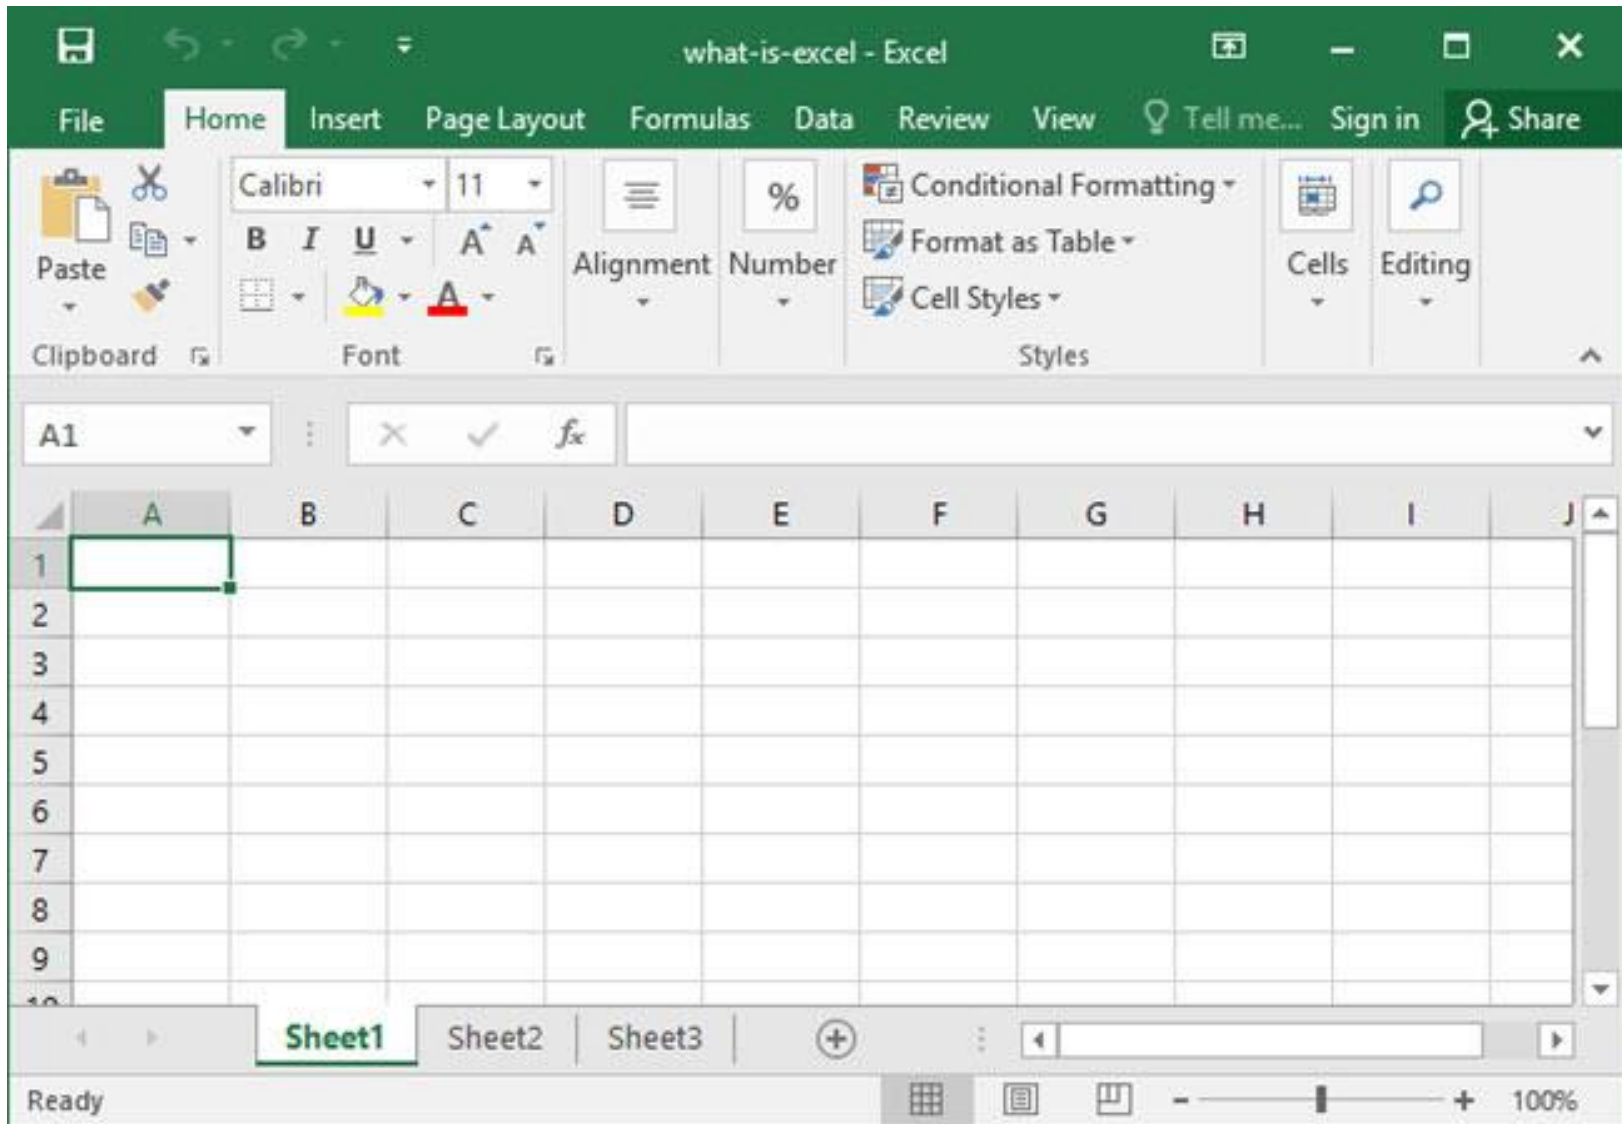 what-is-excel - Excel
File Home Insert Page Layout Formulas Data Review View Tell me... Sign in Share
Calibri 11
Conditional Formatting
B I U A A
Format as Table
Paste Alignment Number Cells Editing
A Cell Styles
Clipboard Font Styles
A1 fx
A B C D E F G H I J
1
2
3
4
5
6
7
8
9
10
Sheet1 Sheet2 Sheet3
Ready 100%